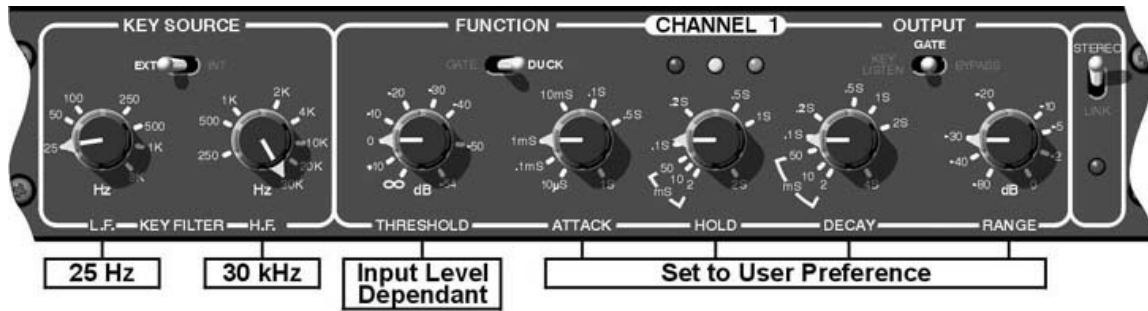 KEY SOURCE
FUNCTION
CHANNEL 1
OUTPUT
EXT INT
GATE DUCK
GATE
KEY LISTEN
BYPASS
STEREO
LINK
25 50 100 250 500 1K
Hz
250 500 1K 2K 4K 10K 20K 30K
Hz
∞ +10 0 -20 -30 -40 -50
dB
10µS .1mS 1mS 10mS .1S .5S 1S
2 10 50 mS .1S .2S .5S 1S 2S
2 10 50 mS .1S .2S .5S 1S 2S 4S
-30 -20 -10 -5 -2 0
dB
L.F. KEY FILTER H.F.
THRESHOLD
ATTACK
HOLD
DECAY
RANGE
25 Hz
30 kHz
Input Level
Dependant
Set to User Preference